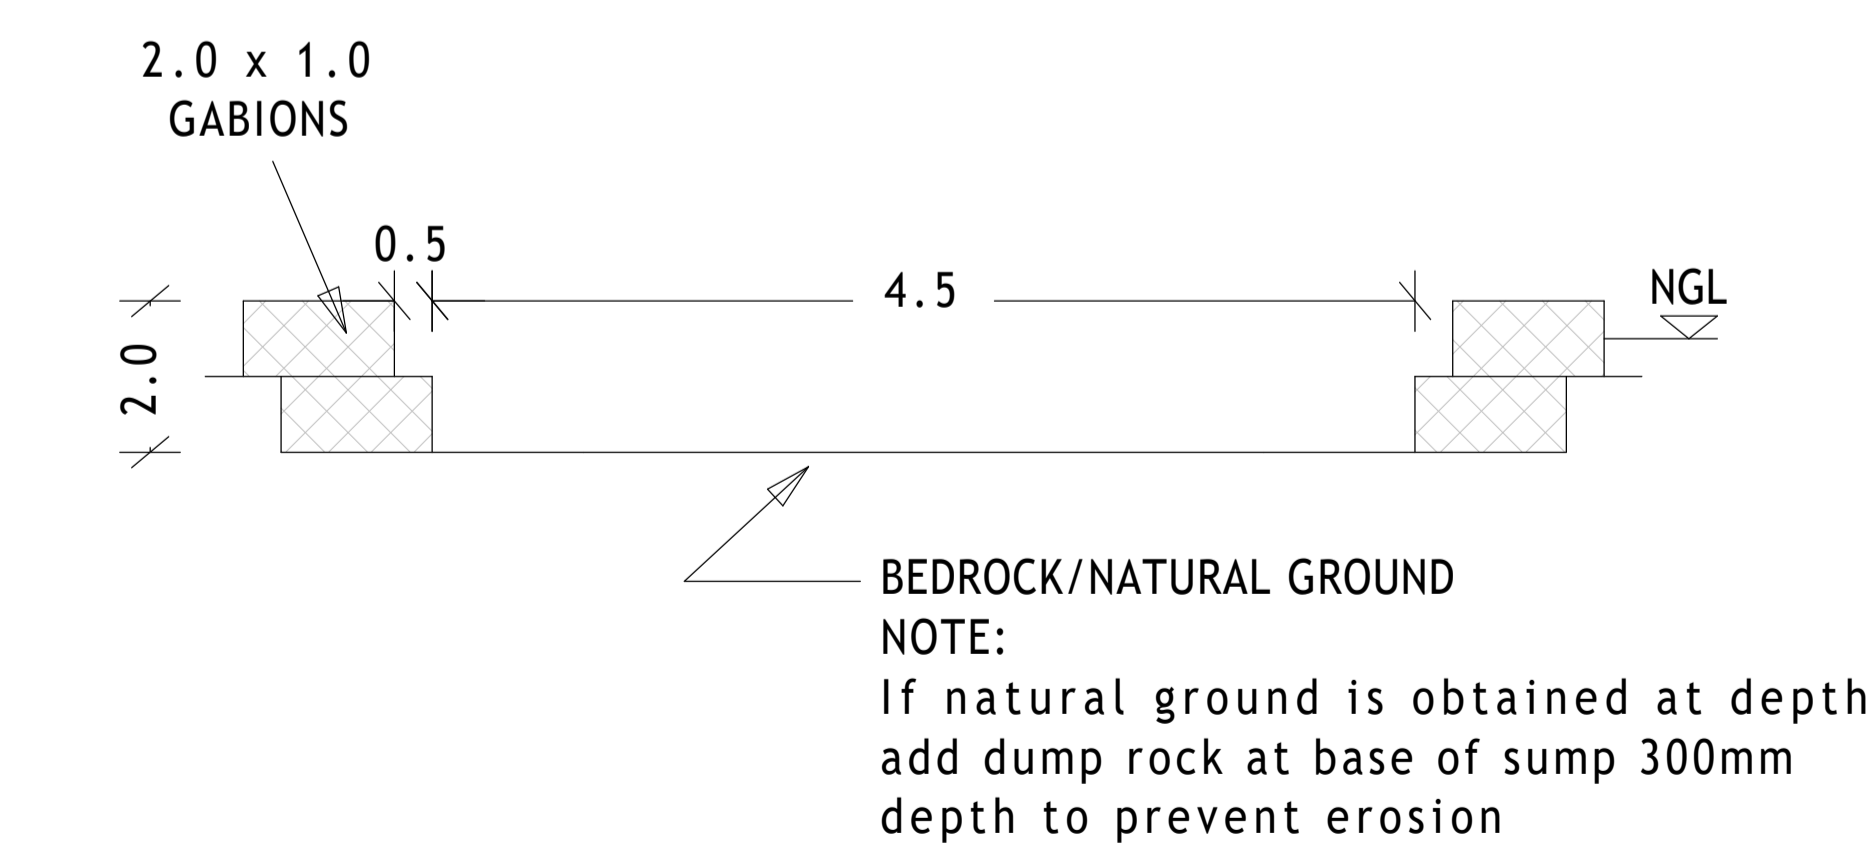 2.0 x 1.0
GABIONS
0.5
4.5
NGL
2.0
BEDROCK/NATURAL GROUND
NOTE:
If natural ground is obtained at depth
add dump rock at base of sump 300mm
depth to prevent erosion